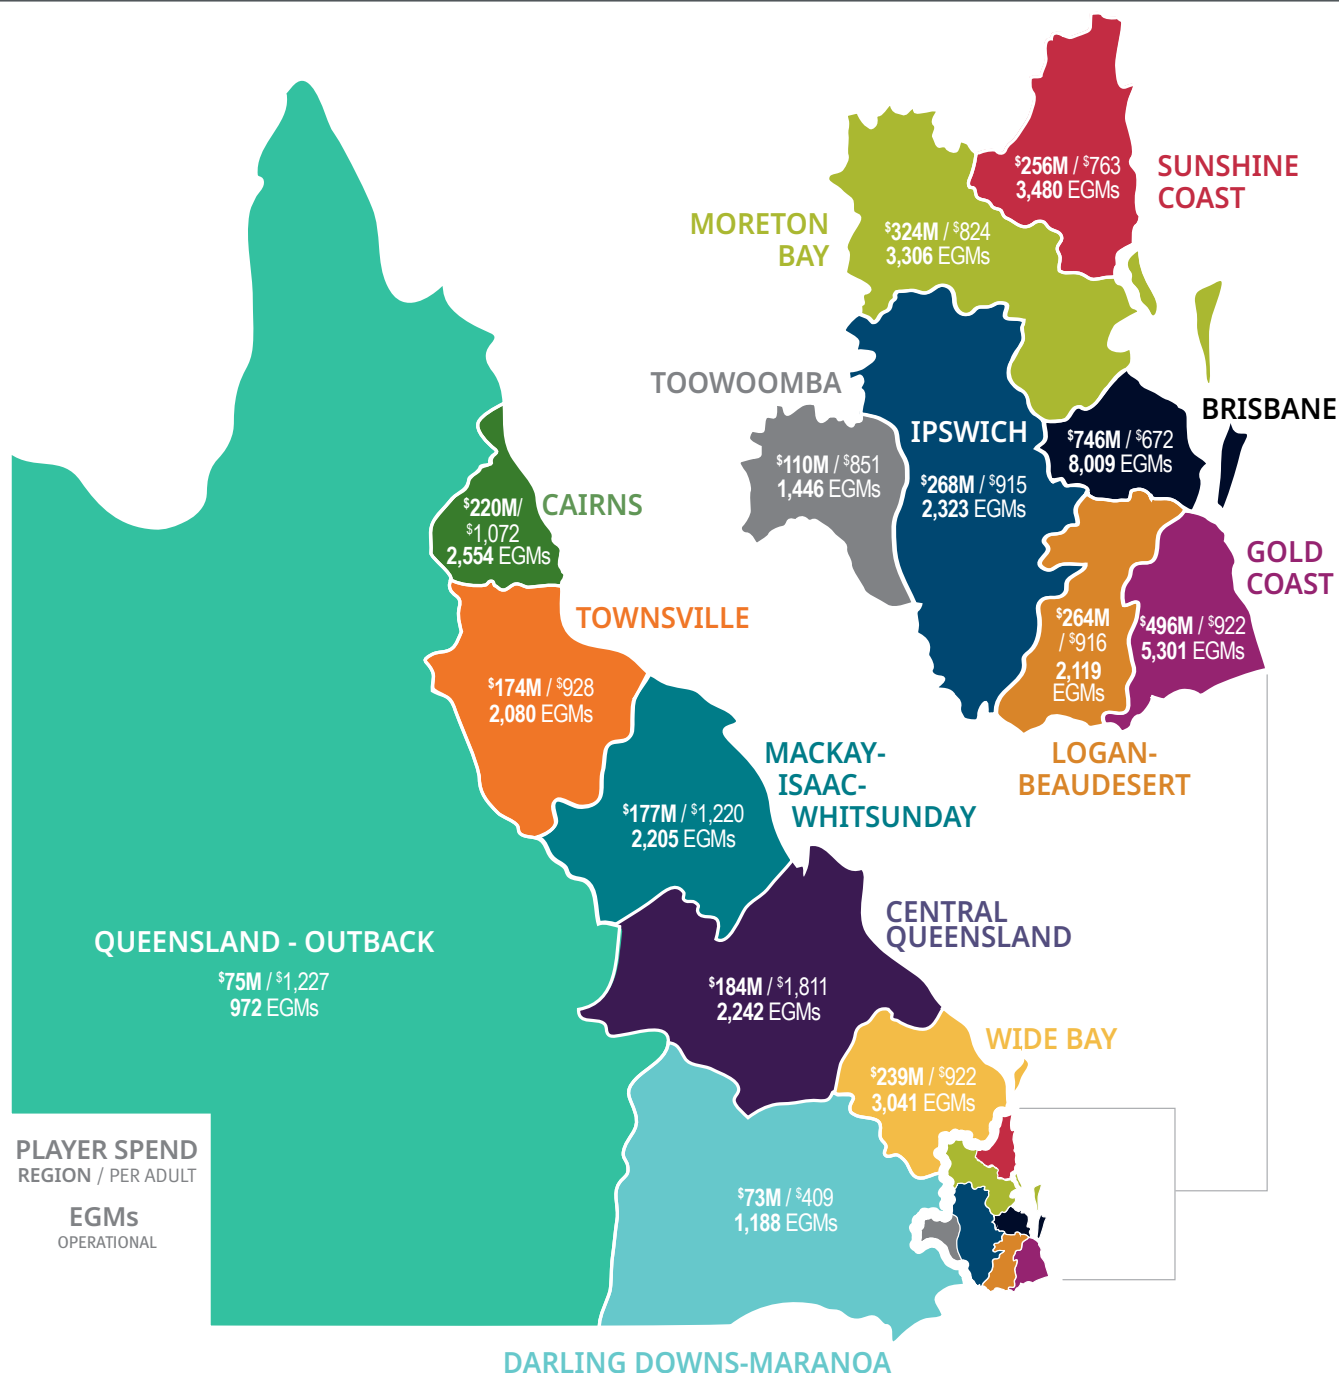 SUNSHINE
COAST
$256M / $763
3,480 EGMs
MORETON
BAY
$324M / $824
3,306 EGMs
TOOWOOMBA
$110M / $851
1,446 EGMs
IPSWICH
$268M / $915
2,323 EGMs
BRISBANE
$746M / $672
8,009 EGMs
GOLD
COAST
$496M / $922
5,301 EGMs
$264M
/ $916
2,119
EGMs
LOGAN-
BEAUDESERT
CAIRNS
$220M/
$1,072
2,554 EGMs
TOWNSVILLE
$174M / $928
2,080 EGMs
MACKAY-
ISAAC-
WHITSUNDAY
$177M / $1,220
2,205 EGMs
CENTRAL
QUEENSLAND
$184M / $1,811
2,242 EGMs
QUEENSLAND - OUTBACK
$75M / $1,227
972 EGMs
WIDE BAY
$239M / $922
3,041 EGMs
$73M / $409
1,188 EGMs
DARLING DOWNS-MARANOA
PLAYER SPEND
REGION / PER ADULT
EGMs
OPERATIONAL